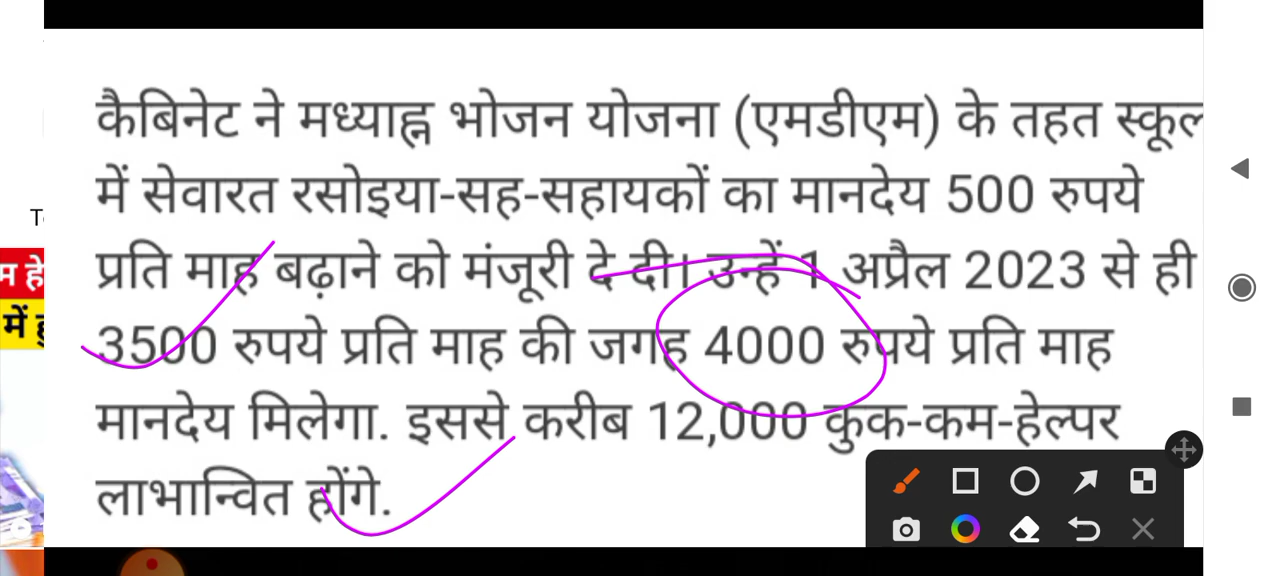 कैबिनेट ने मध्याह्न भोजन योजना (एमडीएम) के तहत स्कूल
में सेवारत रसोइया-सह-सहायकों का मानदेय 500 रुपये
प्रति माह बढ़ाने को मंजूरी दे दी। उन्हें 1 अप्रैल 2023 से ही
3500 रुपये प्रति माह की जगह 4000 रुपये प्रति माह
मानदेय मिलेगा. इससे करीब 12,000 कुक-कम-हेल्पर
लाभान्वित होंगे.